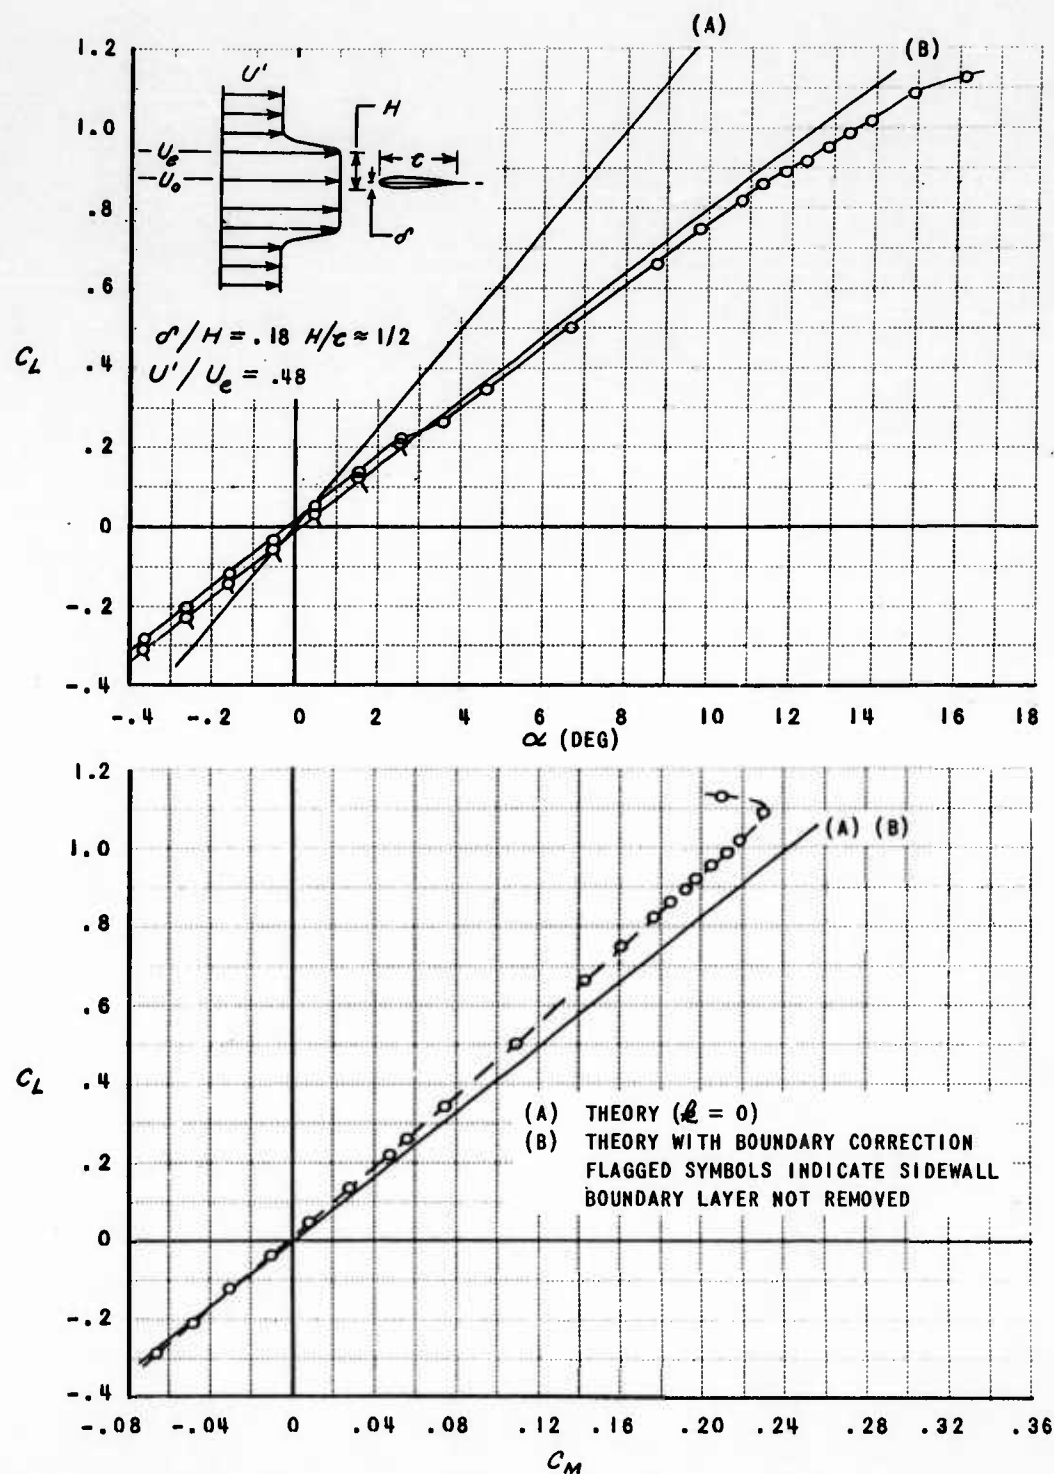 (A)
(B)
1.2
1.0
.8
.6
.4
.2
0
-.2
-.4
C_L
U'
H
U_e
U_o
c
δ
δ/H = .18 H/c ≈ 1/2
U'/U_e = .48
-.4 -.2 0 2 4 6 8 10 12 14 16 18
α (DEG)
1.2
1.0
.8
.6
.4
.2
0
-.2
-.4
C_L
(A) (B)
(A) THEORY (k = 0)
(B) THEORY WITH BOUNDARY CORRECTION
FLAGGED SYMBOLS INDICATE SIDEWALL
BOUNDARY LAYER NOT REMOVED
-.08 -.04 0 .04 .08 .12 .16 .20 .24 .28 .32 .36
C_M